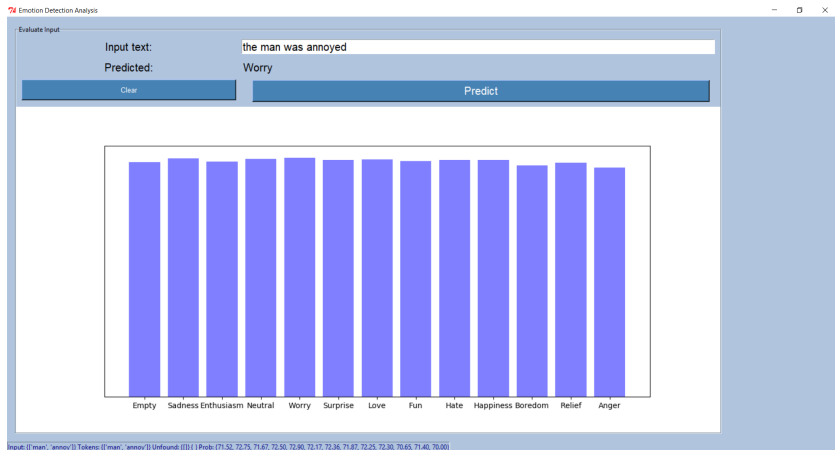 Emotion Detection Analysis
Evaluate Input
Input text: the man was annoyed
Predicted: Worry
Clear Predict
Empty Sadness Enthusiasm Neutral Worry Surprise Love Fun Hate Happiness Boredom Relief Anger
Input: (['man', 'annoy']) Tokens: (['man', 'annoy']) Unfound: ([]) ( ) Prob: (71.52, 72.75, 71.67, 72.50, 72.90, 72.17, 72.36, 71.87, 72.25, 72.30, 70.65, 71.40, 70.00)